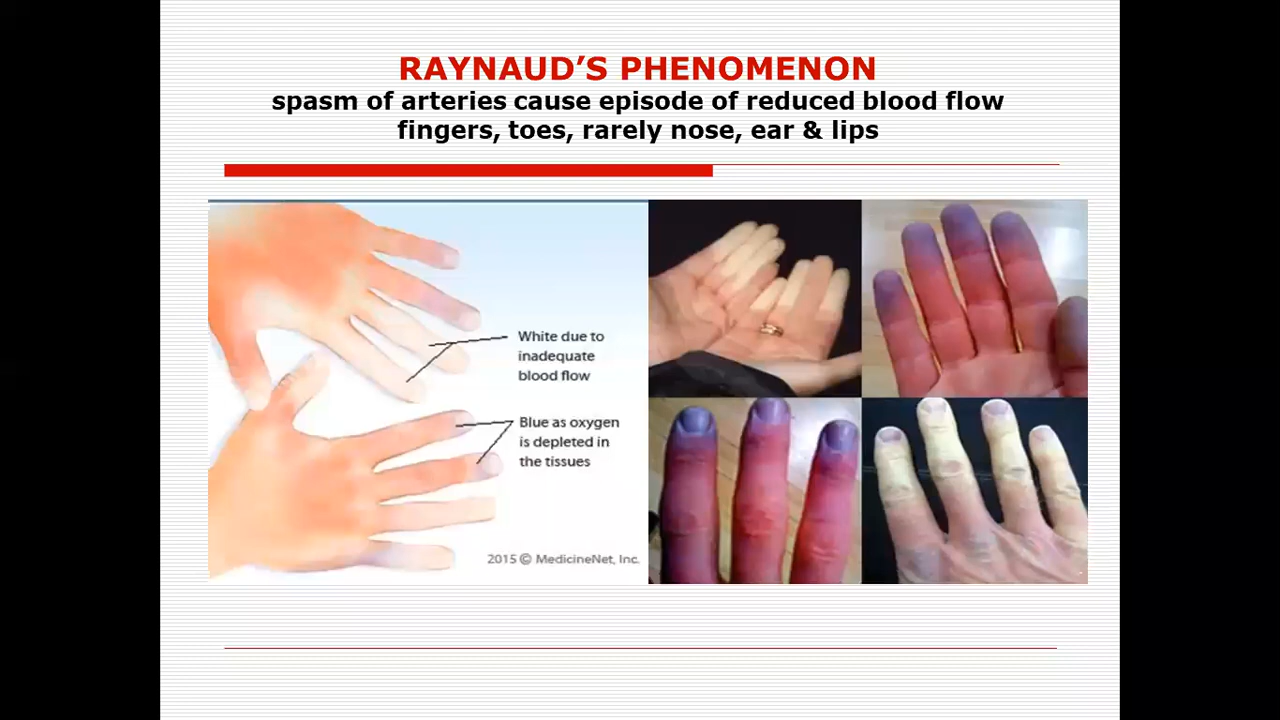 RAYNAUD’S PHENOMENON
spasm of arteries cause episode of reduced blood flow
fingers, toes, rarely nose, ear & lips
White due to
inadequate
blood flow
Blue as oxygen
is depleted in
the tissues
2015 © MedicineNet, Inc.